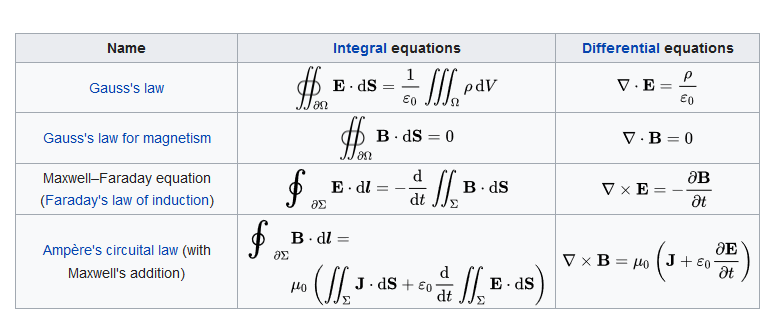 Name Integral equations Differential equations
Gauss's law ∯∂Ω E · dS = 1/ε0 ∭Ω ρ dV ∇ · E = ρ/ε0
Gauss's law for magnetism ∯∂Ω B · dS = 0 ∇ · B = 0
Maxwell–Faraday equation
(Faraday's law of induction) ∮∂Σ E · dl = − d/dt ∬Σ B · dS ∇ × E = − ∂B/∂t
Ampère's circuital law (with
Maxwell's addition) ∮∂Σ B · dl =
μ0 (∬Σ J · dS + ε0 d/dt ∬Σ E · dS) ∇ × B = μ0 (J + ε0 ∂E/∂t)